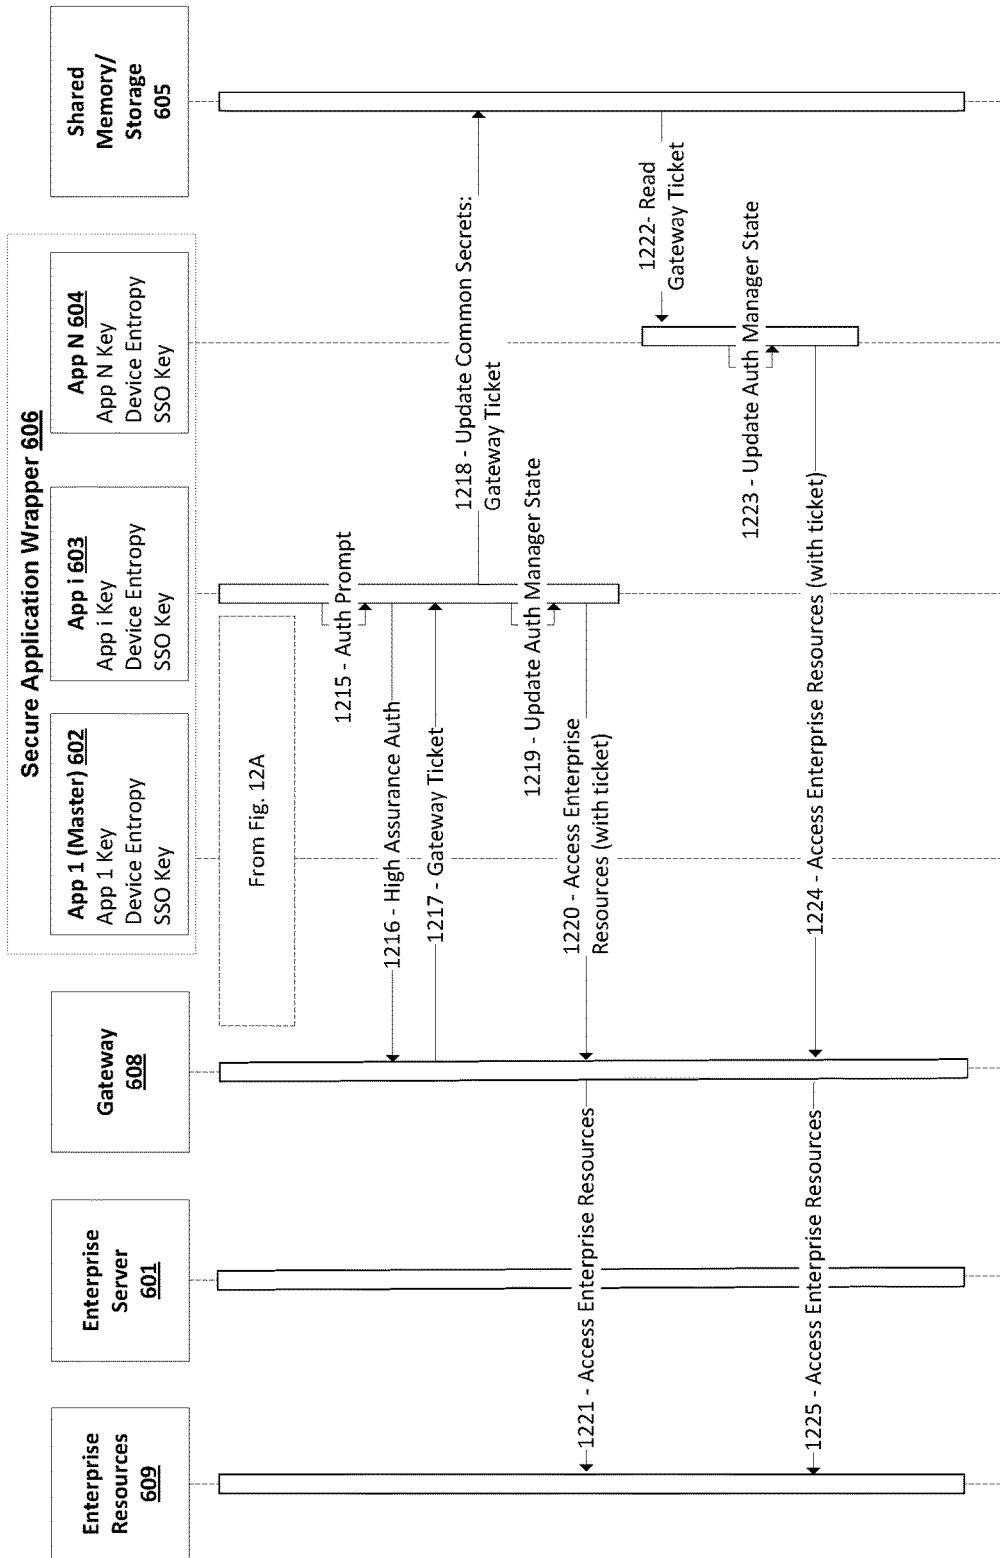 Enterprise
Resources
609
Enterprise
Server
601
Gateway
608
Secure Application Wrapper 606
App 1 (Master) 602
App 1 Key
Device Entropy
SSO Key
App i 603
App i Key
Device Entropy
SSO Key
App N 604
App N Key
Device Entropy
SSO Key
Shared
Memory/
Storage
605
From Fig. 12A
1215 - Auth Prompt
1216 - High Assurance Auth
1217 - Gateway Ticket
1218 - Update Common Secrets:
Gateway Ticket
1219 - Update Auth Manager State
1220 - Access Enterprise
Resources (with ticket)
1221 - Access Enterprise Resources
1222- Read
Gateway Ticket
1223 - Update Auth Manager State
1224 - Access Enterprise Resources (with ticket)
1225 - Access Enterprise Resources